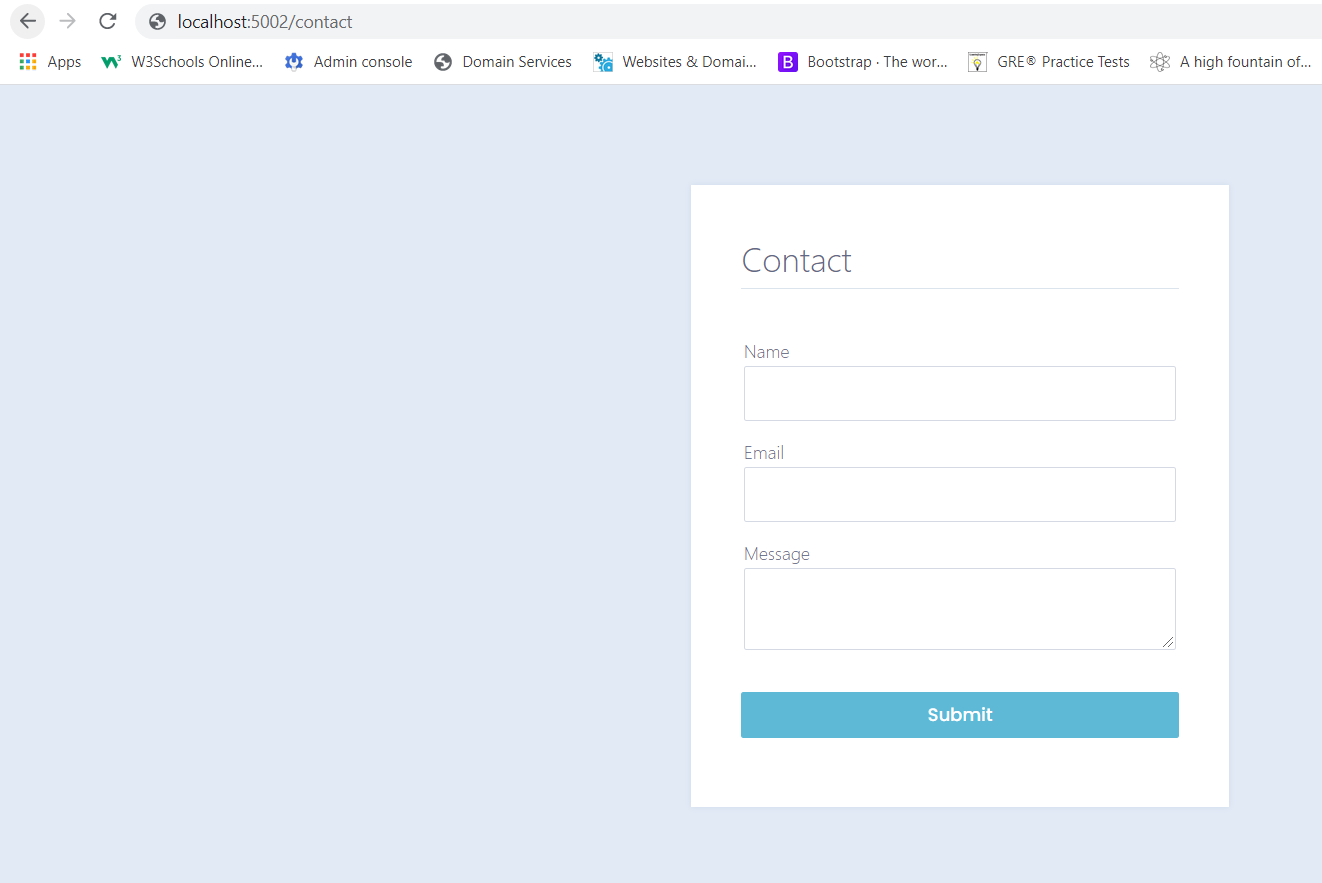 localhost:5002/contact
Apps W3Schools Online... Admin console Domain Services Websites & Domai... B Bootstrap · The wor... GRE® Practice Tests A high fountain of...
Contact
Name
Email
Message
Submit